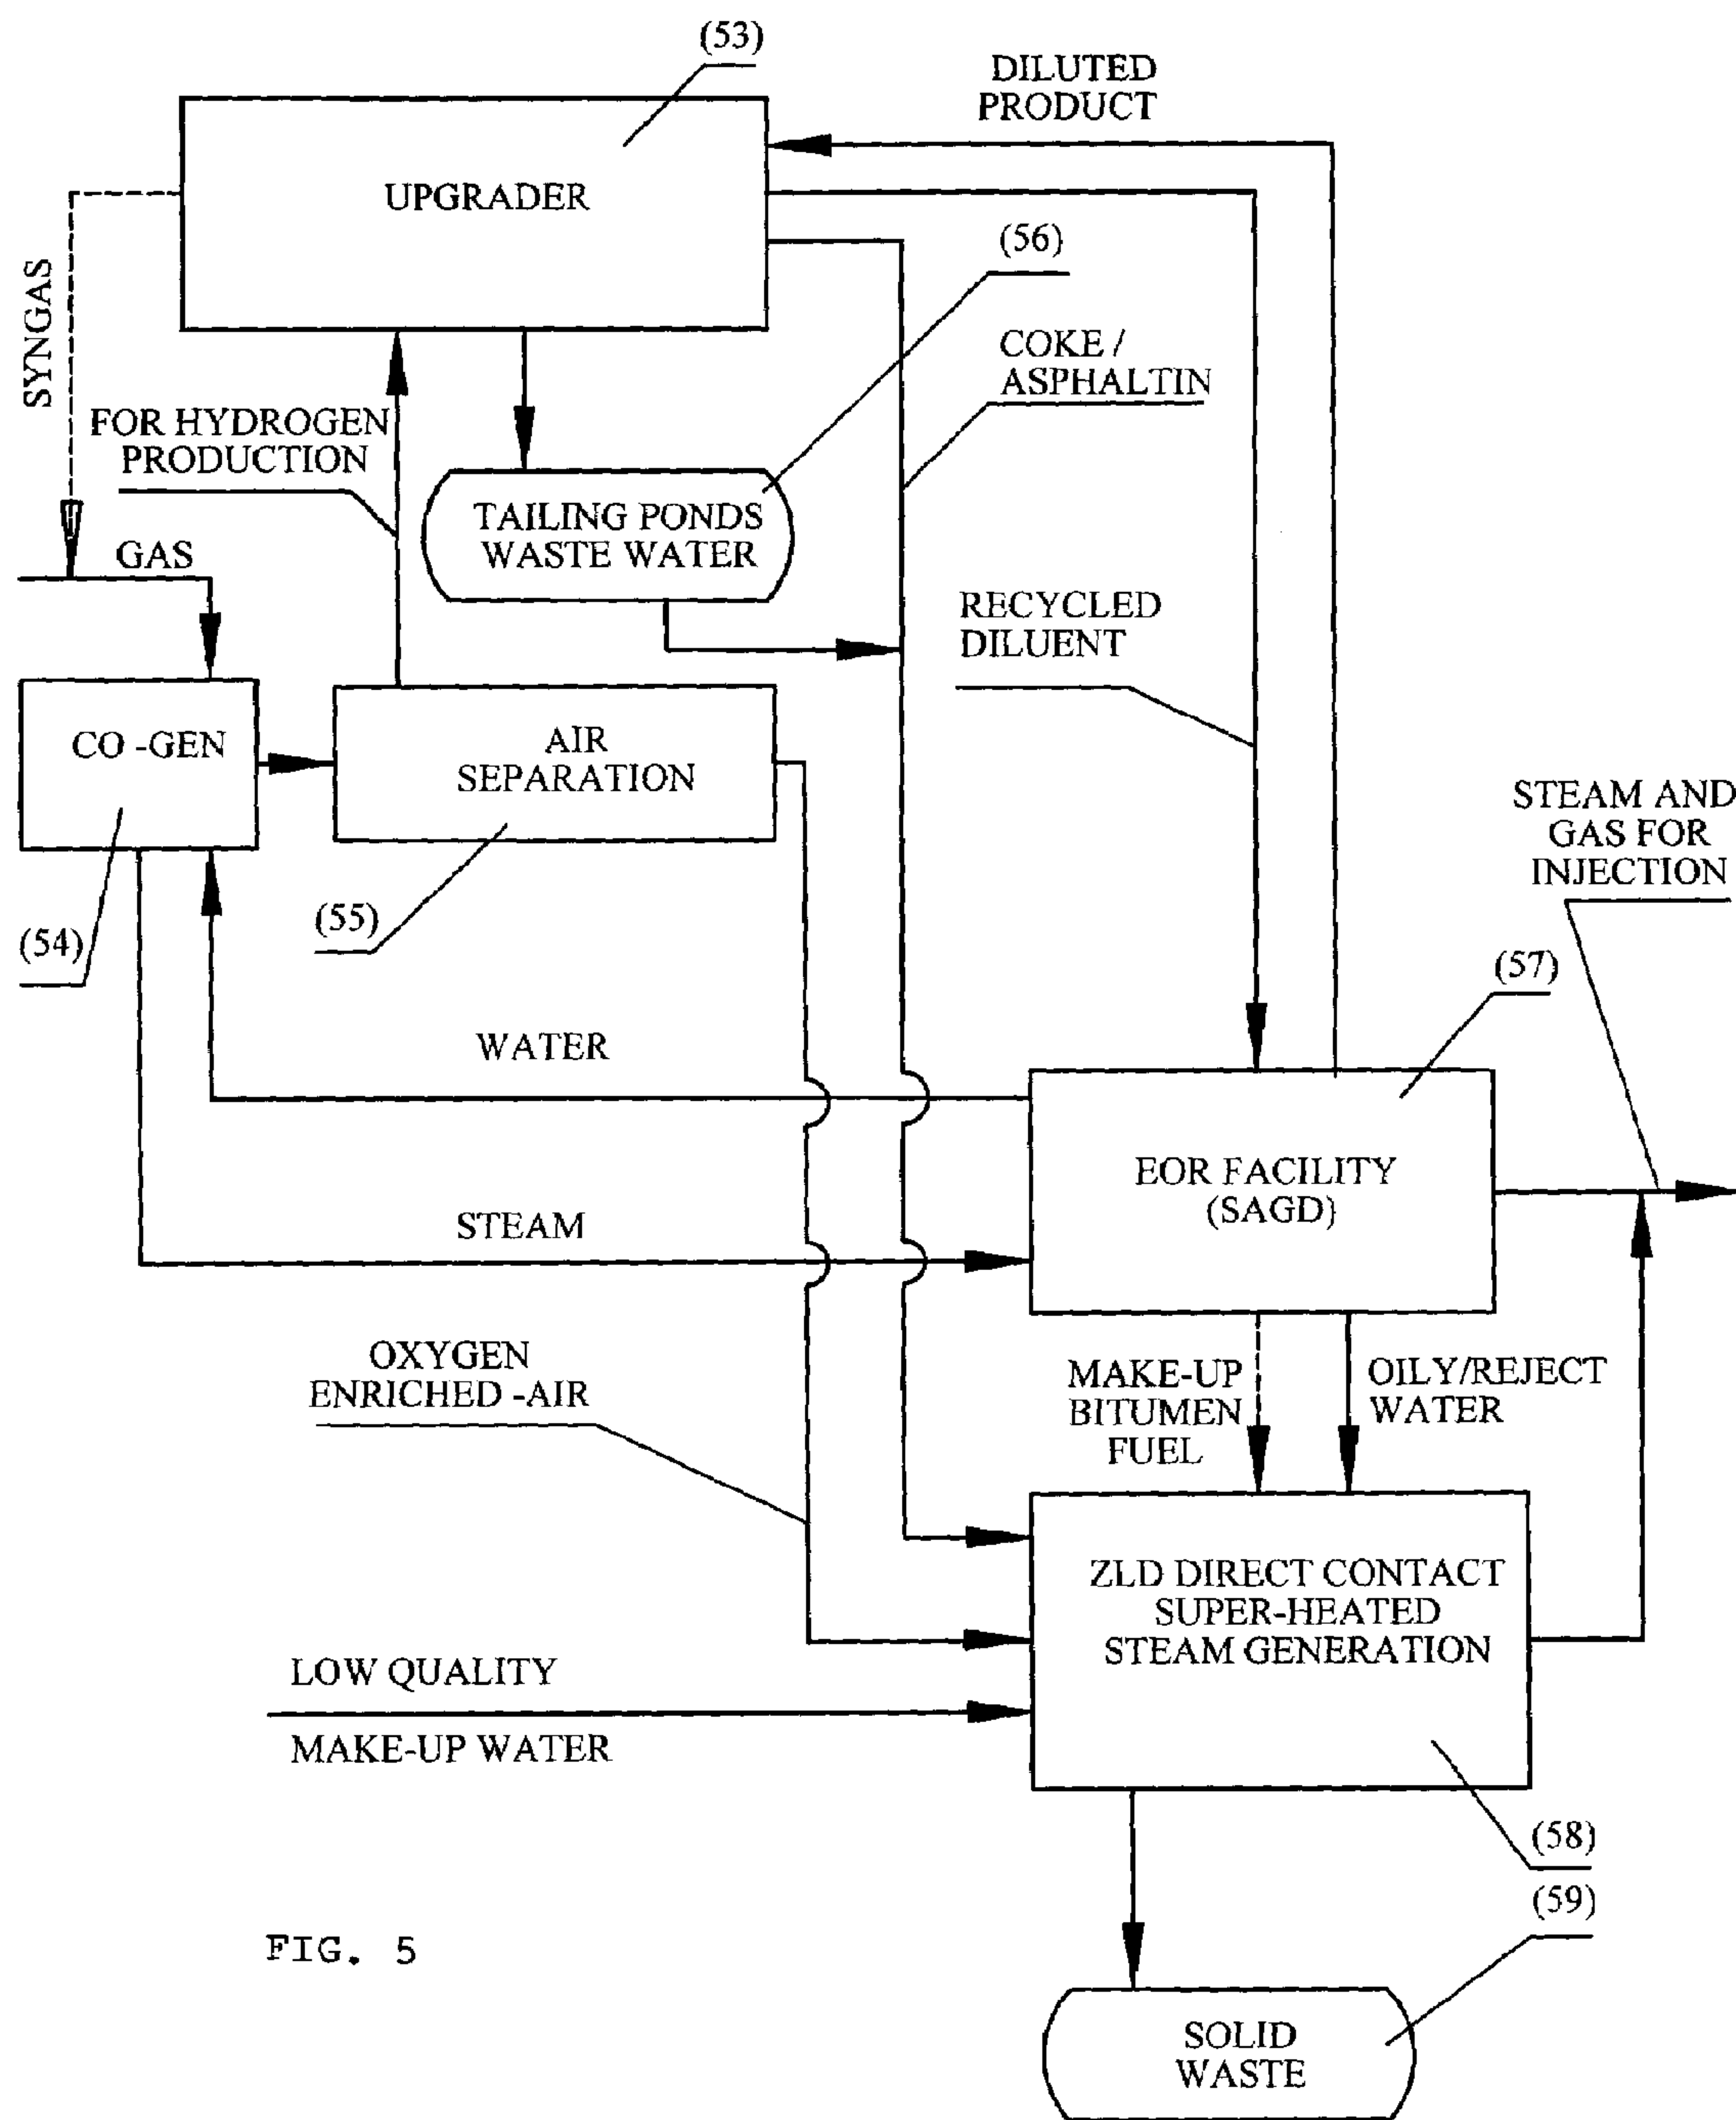 (53)
DILUTED
PRODUCT
UPGRADER
(56)
SYNGAS
COKE /
ASPHALTIN
FOR HYDROGEN
PRODUCTION
TAILING PONDS
WASTE WATER
GAS
RECYCLED
DILUENT
CO -GEN
AIR
SEPARATION
STEAM AND
GAS FOR
INJECTION
(54)
(55)
(57)
WATER
EOR FACILITY
(SAGD)
STEAM
OXYGEN
ENRICHED -AIR
MAKE-UP
BITUMEN
FUEL
OILY/REJECT
WATER
ZLD DIRECT CONTACT
SUPER-HEATED
STEAM GENERATION
LOW QUALITY
MAKE-UP WATER
(58)
(59)
FIG. 5
SOLID
WASTE